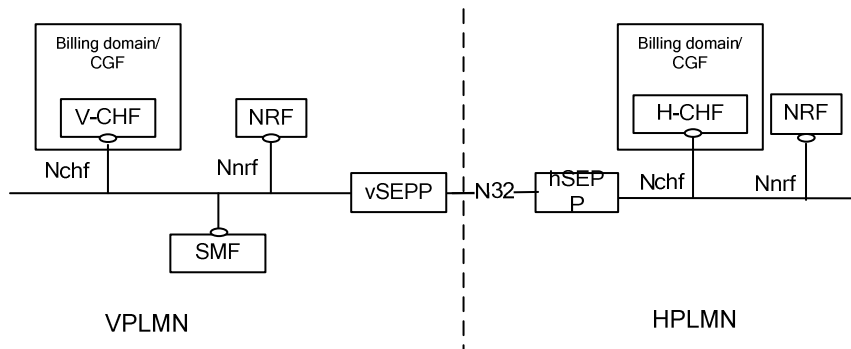 Billing domain/
CGF
V-CHF
NRF
Nchf
Nnrf
SMF
vSEPP
N32
hSEP
P
Billing domain/
CGF
H-CHF
NRF
Nchf
Nnrf
VPLMN
HPLMN